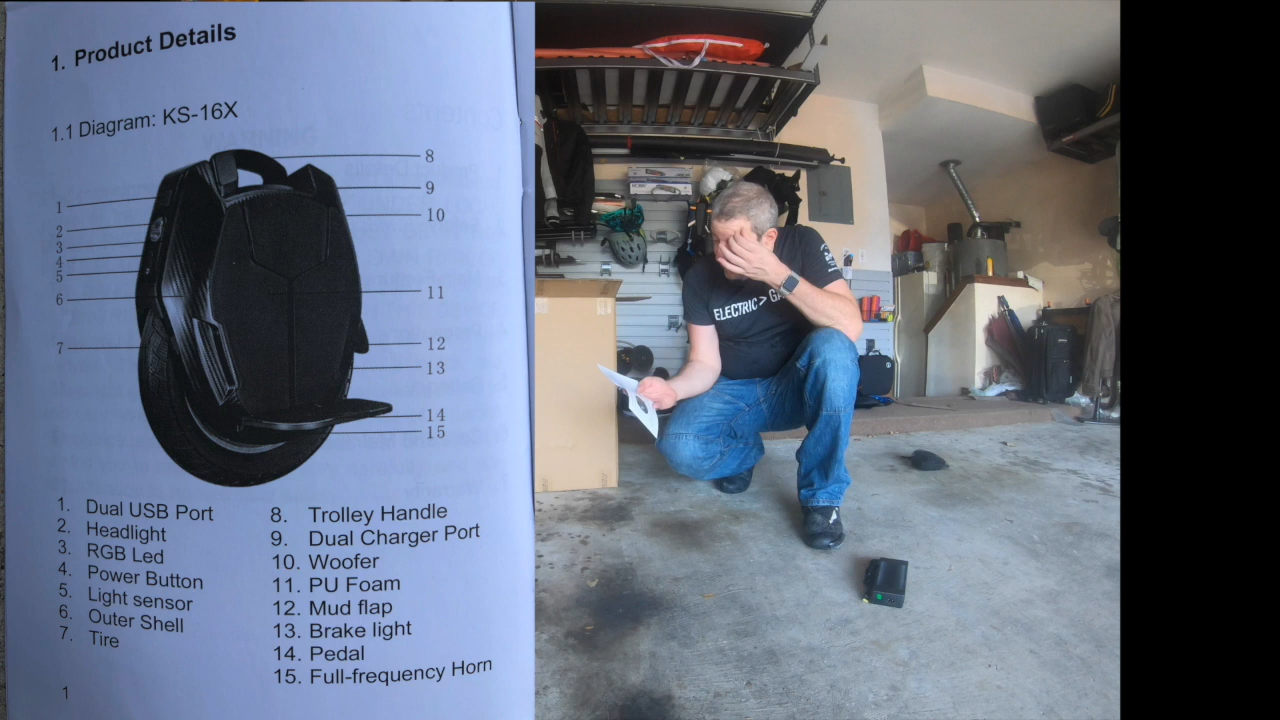 1. Product Details
1.1 Diagram: KS-16X
8
9
10
11
12
13
14
15
1
2
3
4
5
6
7
1. Dual USB Port
2. Headlight
3. RGB Led
4. Power Button
5. Light sensor
6. Outer Shell
7. Tire
8. Trolley Handle
9. Dual Charger Port
10. Woofer
11. PU Foam
12. Mud flap
13. Brake light
14. Pedal
15. Full-frequency Horn
1
ELECTRIC > GA